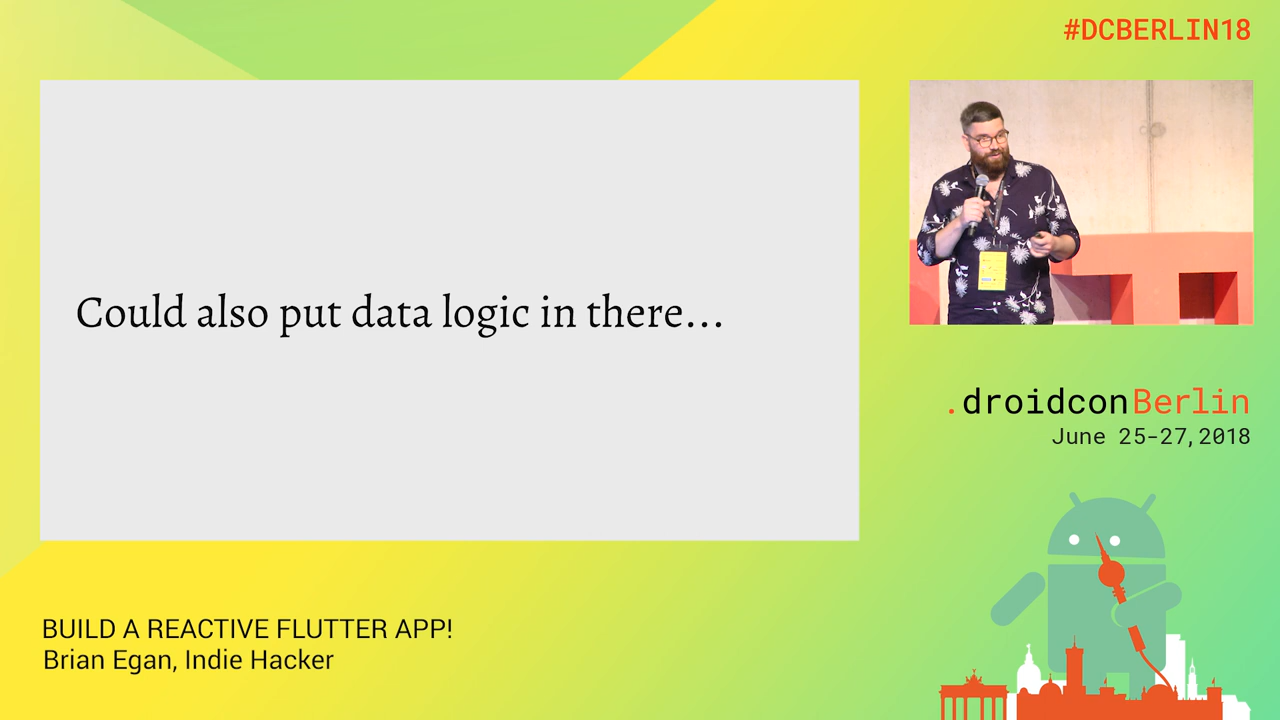 #DCBERLIN18
Could also put data logic in there...
.droidconBerlin
June 25-27, 2018
BUILD A REACTIVE FLUTTER APP!
Brian Egan, Indie Hacker